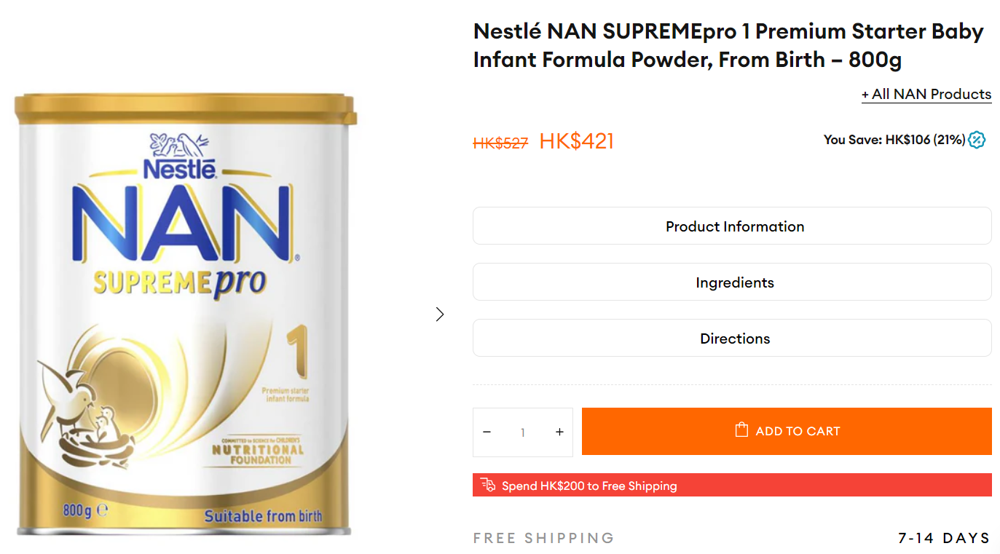 Nestlé NAN SUPREMEpro 1 Premium Starter Baby
Infant Formula Powder, From Birth – 800g
+ All NAN Products
HK$527 HK$421
You Save: HK$106 (21%)
Product Information
Ingredients
Directions
− 1 +
ADD TO CART
Spend HK$200 to Free Shipping
FREE SHIPPING
7-14 DAYS
Nestlé
NAN®
SUPREMEpro
1
Premium starter
infant formula
COMMITTED to SCIENCE for CHILDREN'S
NUTRITIONAL
FOUNDATION
800g ℮
Suitable from birth